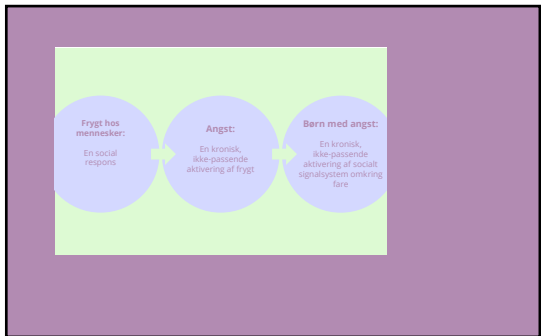 Frygt hos
mennesker:
En social
respons
Angst:
En kronisk,
ikke-passende
aktivering af frygt
Børn med angst:
En kronisk,
ikke-passende
aktivering af socialt
signalsystem omkring
fare